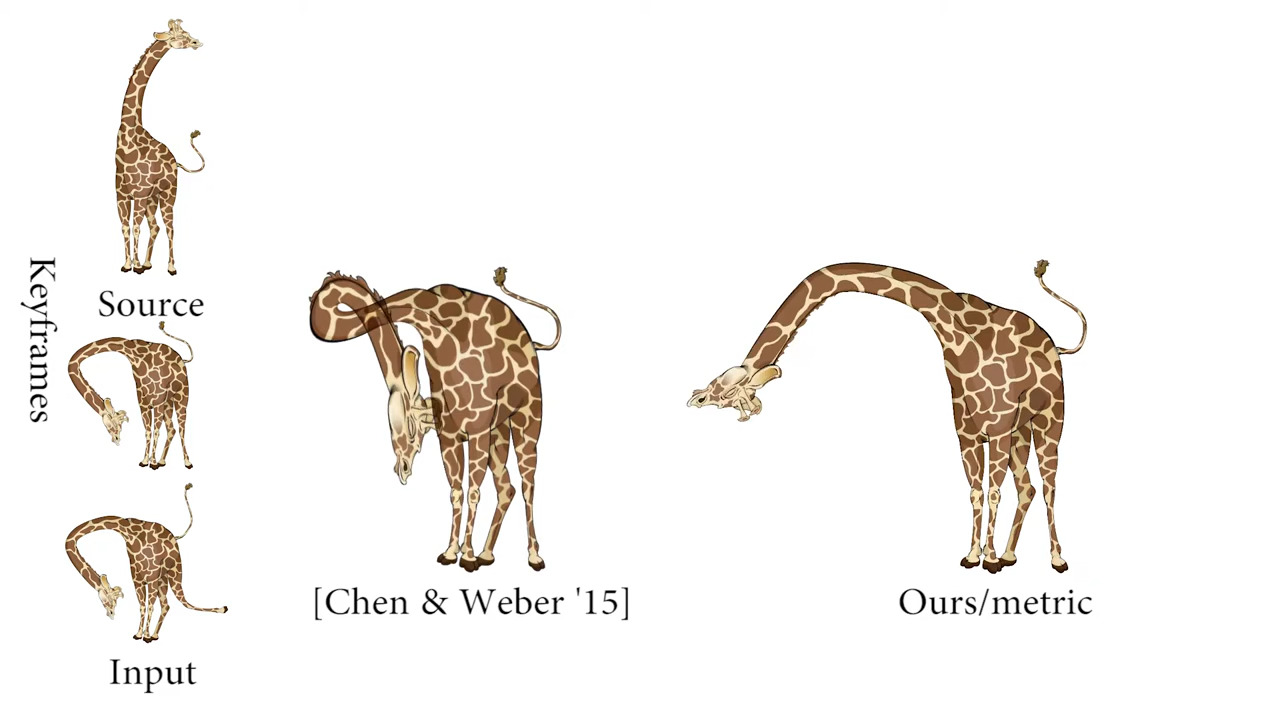 Keyframes
Source
Input
[Chen & Weber '15]
Ours/metric